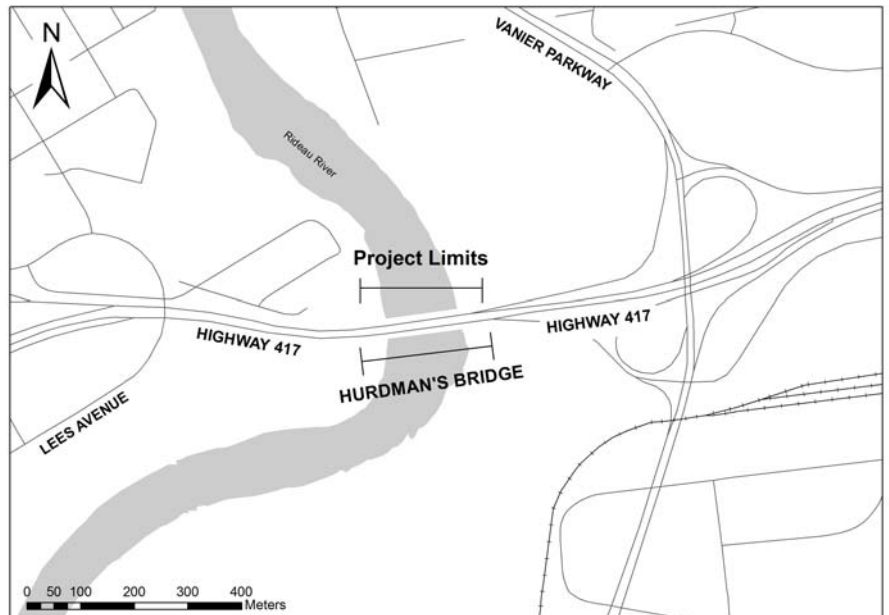 N
VANIER PARKWAY
Rideau River
Project Limits
HIGHWAY 417
HIGHWAY 417
HURDMAN'S BRIDGE
LEES AVENUE
0 50 100 200 300 400
Meters